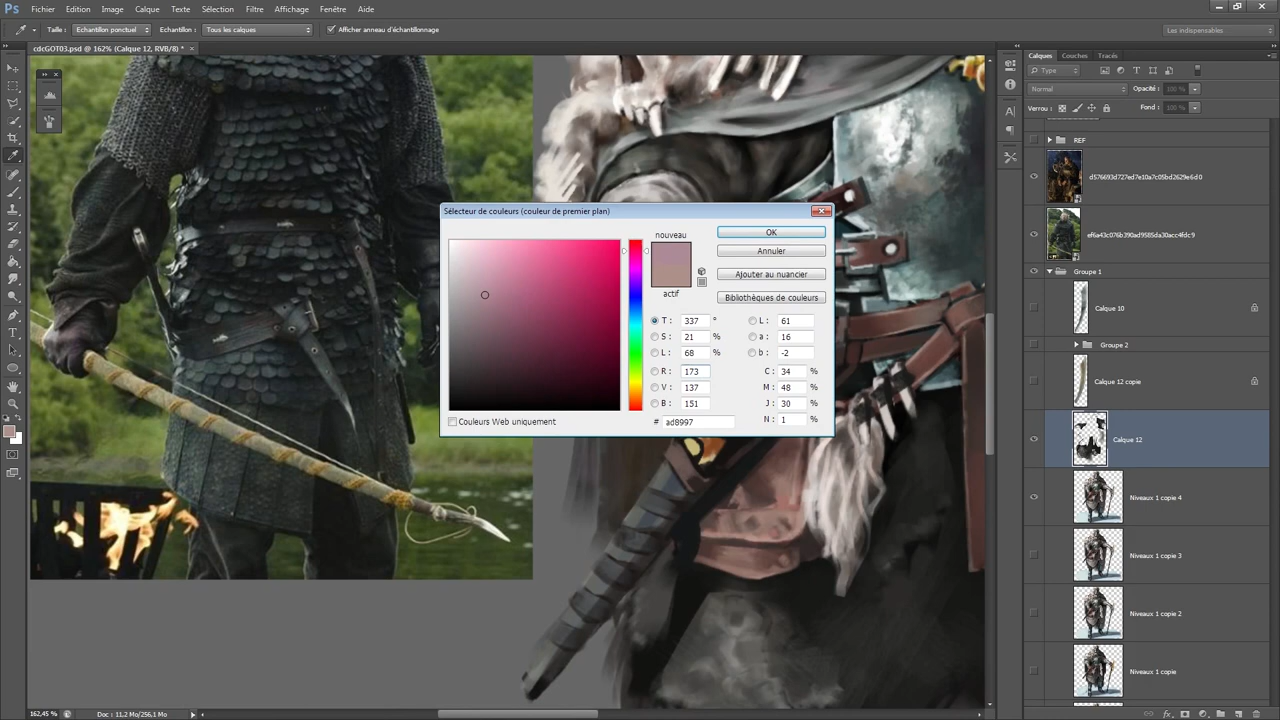 Ps Fichier Edition Image Calque Texte Sélection Filtre Affichage Fenêtre Aide
Taille : Echantillon ponctuel Echantillon : Tous les calques Afficher anneau d'échantillonnage Les indispensables
cdcGOT03.psd @ 162% (Calque 12, RVB/8) * ×
Calques Couches Tracés
Type
Normal Opacité : 100 %
Verrou : Fond : 100 %
REF
d576693d727ed7e10a7c05bd2629e6d0
ef6a43c076b390ad9585da30acc4fdc9
Groupe 1
Calque 10
Groupe 2
Calque 12 copie
Calque 12
Niveaux 1 copie 4
Niveaux 1 copie 3
Niveaux 1 copie 2
Niveaux 1 copie
Sélecteur de couleurs (couleur de premier plan)
nouveau
actif
OK
Annuler
Ajouter au nuancier
Bibliothèques de couleurs
T : 337 ° L : 61
S : 21 % a : 16
L : 68 % b : -2
R : 173 C : 34 %
V : 137 M : 48 %
B : 151 J : 30 %
N : 1 %
# ad8997
Couleurs Web uniquement
162,45 % Doc : 11,2 Mo/256,1 Mo